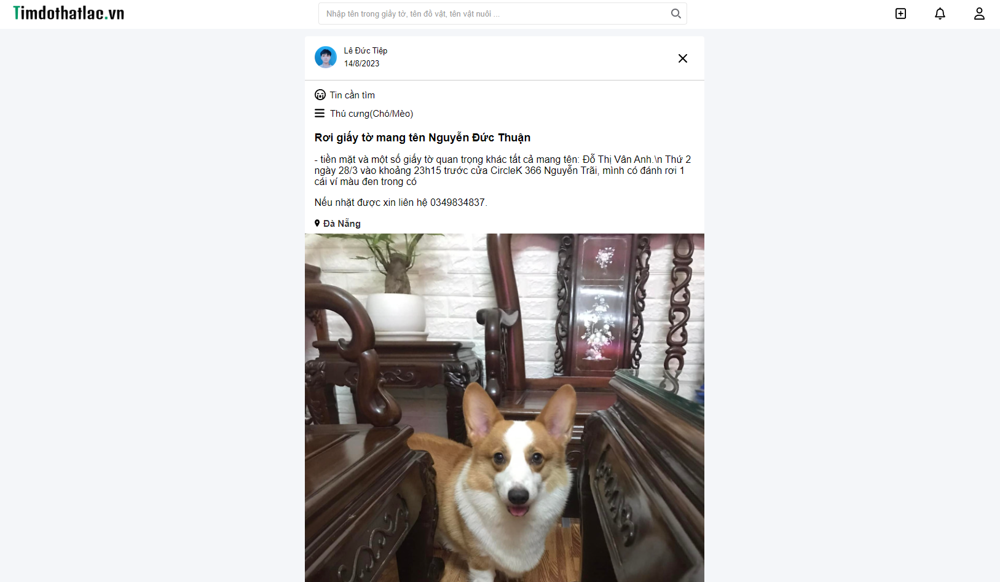 Timdothatlac.vn
Nhập tên trong giấy tờ, tên đồ vật, tên vật nuôi ...
Lê Đức Tiệp
14/8/2023
Tin cần tìm
Thú cưng(Chó/Mèo)
Rơi giấy tờ mang tên Nguyễn Đức Thuận
- tiền mặt và một số giấy tờ quan trọng khác tất cả mang tên: Đỗ Thị Vân Anh.\n Thứ 2
ngày 28/3 vào khoảng 23h15 trước cửa CircleK 366 Nguyễn Trãi, mình có đánh rơi 1
cái ví màu đen trong có
Nếu nhặt được xin liên hệ 0349834837.
Đà Nẵng